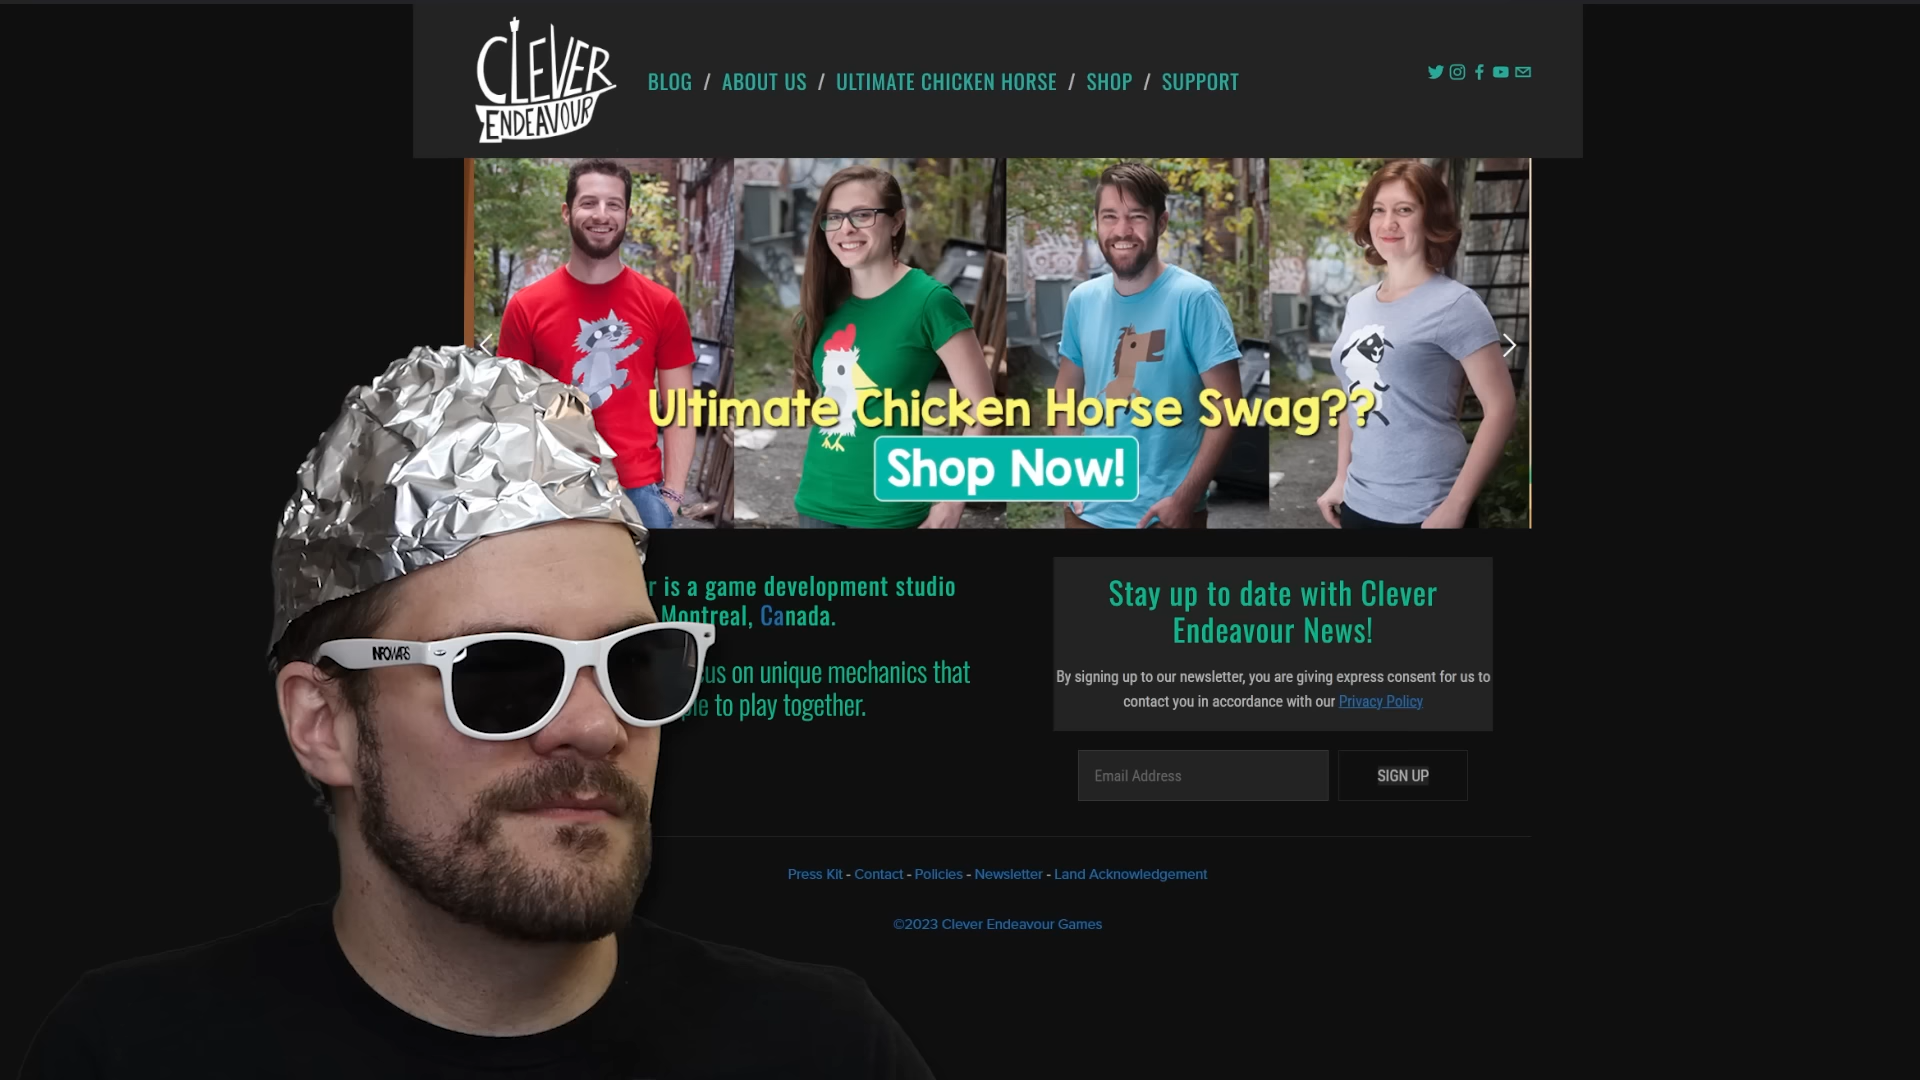 CLEVER
ENDEAVOUR
BLOG / ABOUT US / ULTIMATE CHICKEN HORSE / SHOP / SUPPORT
Ultimate Chicken Horse Swag??
Shop Now!
r is a game development studio
Montreal, Canada.
us on unique mechanics that
ple to play together.
Stay up to date with Clever
Endeavour News!
By signing up to our newsletter, you are giving express consent for us to
contact you in accordance with our Privacy Policy
Email Address
SIGN UP
INFOWARS
Press Kit - Contact - Policies - Newsletter - Land Acknowledgement
©2023 Clever Endeavour Games